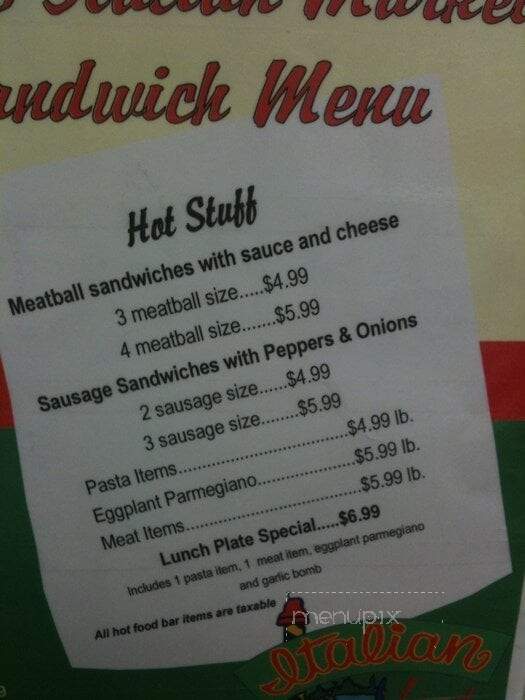 Italian Market
Sandwich Menu
Hot Stuff
Meatball sandwiches with sauce and cheese
3 meatball size.....$4.99
4 meatball size.......$5.99
Sausage Sandwiches with Peppers & Onions
2 sausage size......$4.99
3 sausage size........$5.99
Pasta Items....................................$4.99 lb.
Eggplant Parmegiano.....................$5.99 lb.
Meat Items.....................................$5.99 lb.
Lunch Plate Special.....$6.99
Includes 1 pasta item, 1 meat item, eggplant parmegiano
and garlic bomb
All hot food bar items are taxable
menupix
Italian